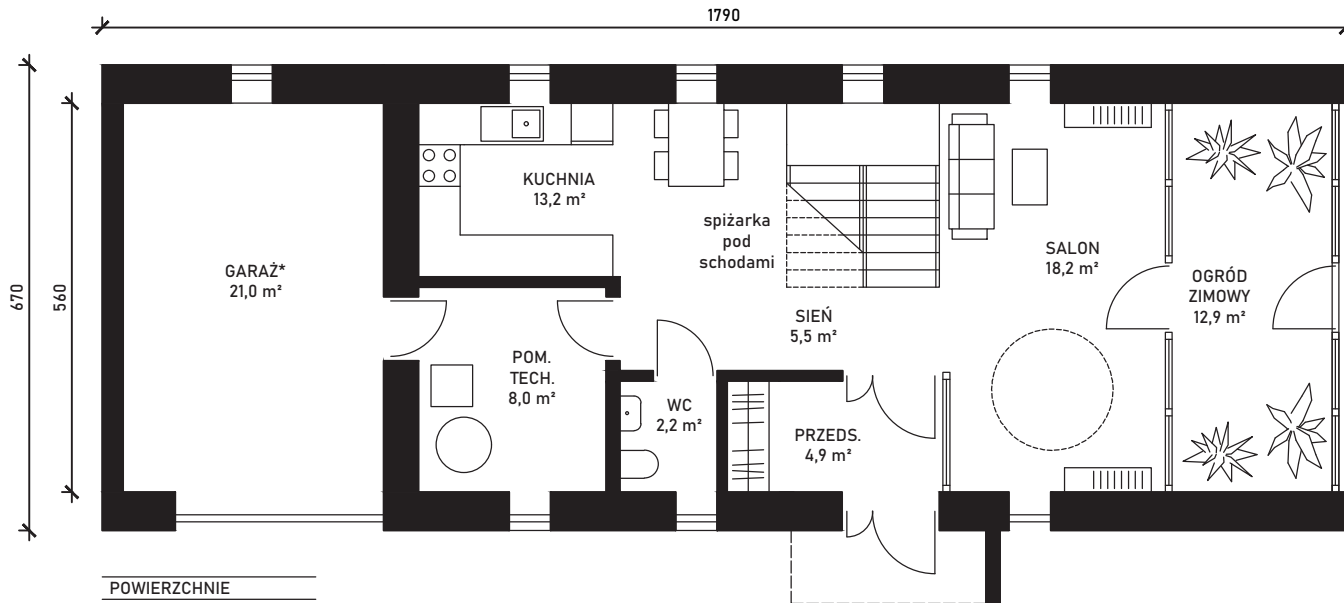 1790
670
560
KUCHNIA
13,2 m²
spiżarka
pod
schodami
SALON
18,2 m²
GARAŻ*
21,0 m²
OGRÓD
ZIMOWY
12,9 m²
SIEŃ
5,5 m²
POM.
TECH.
8,0 m²
WC
2,2 m²
PRZEDS.
4,9 m²
POWIERZCHNIE